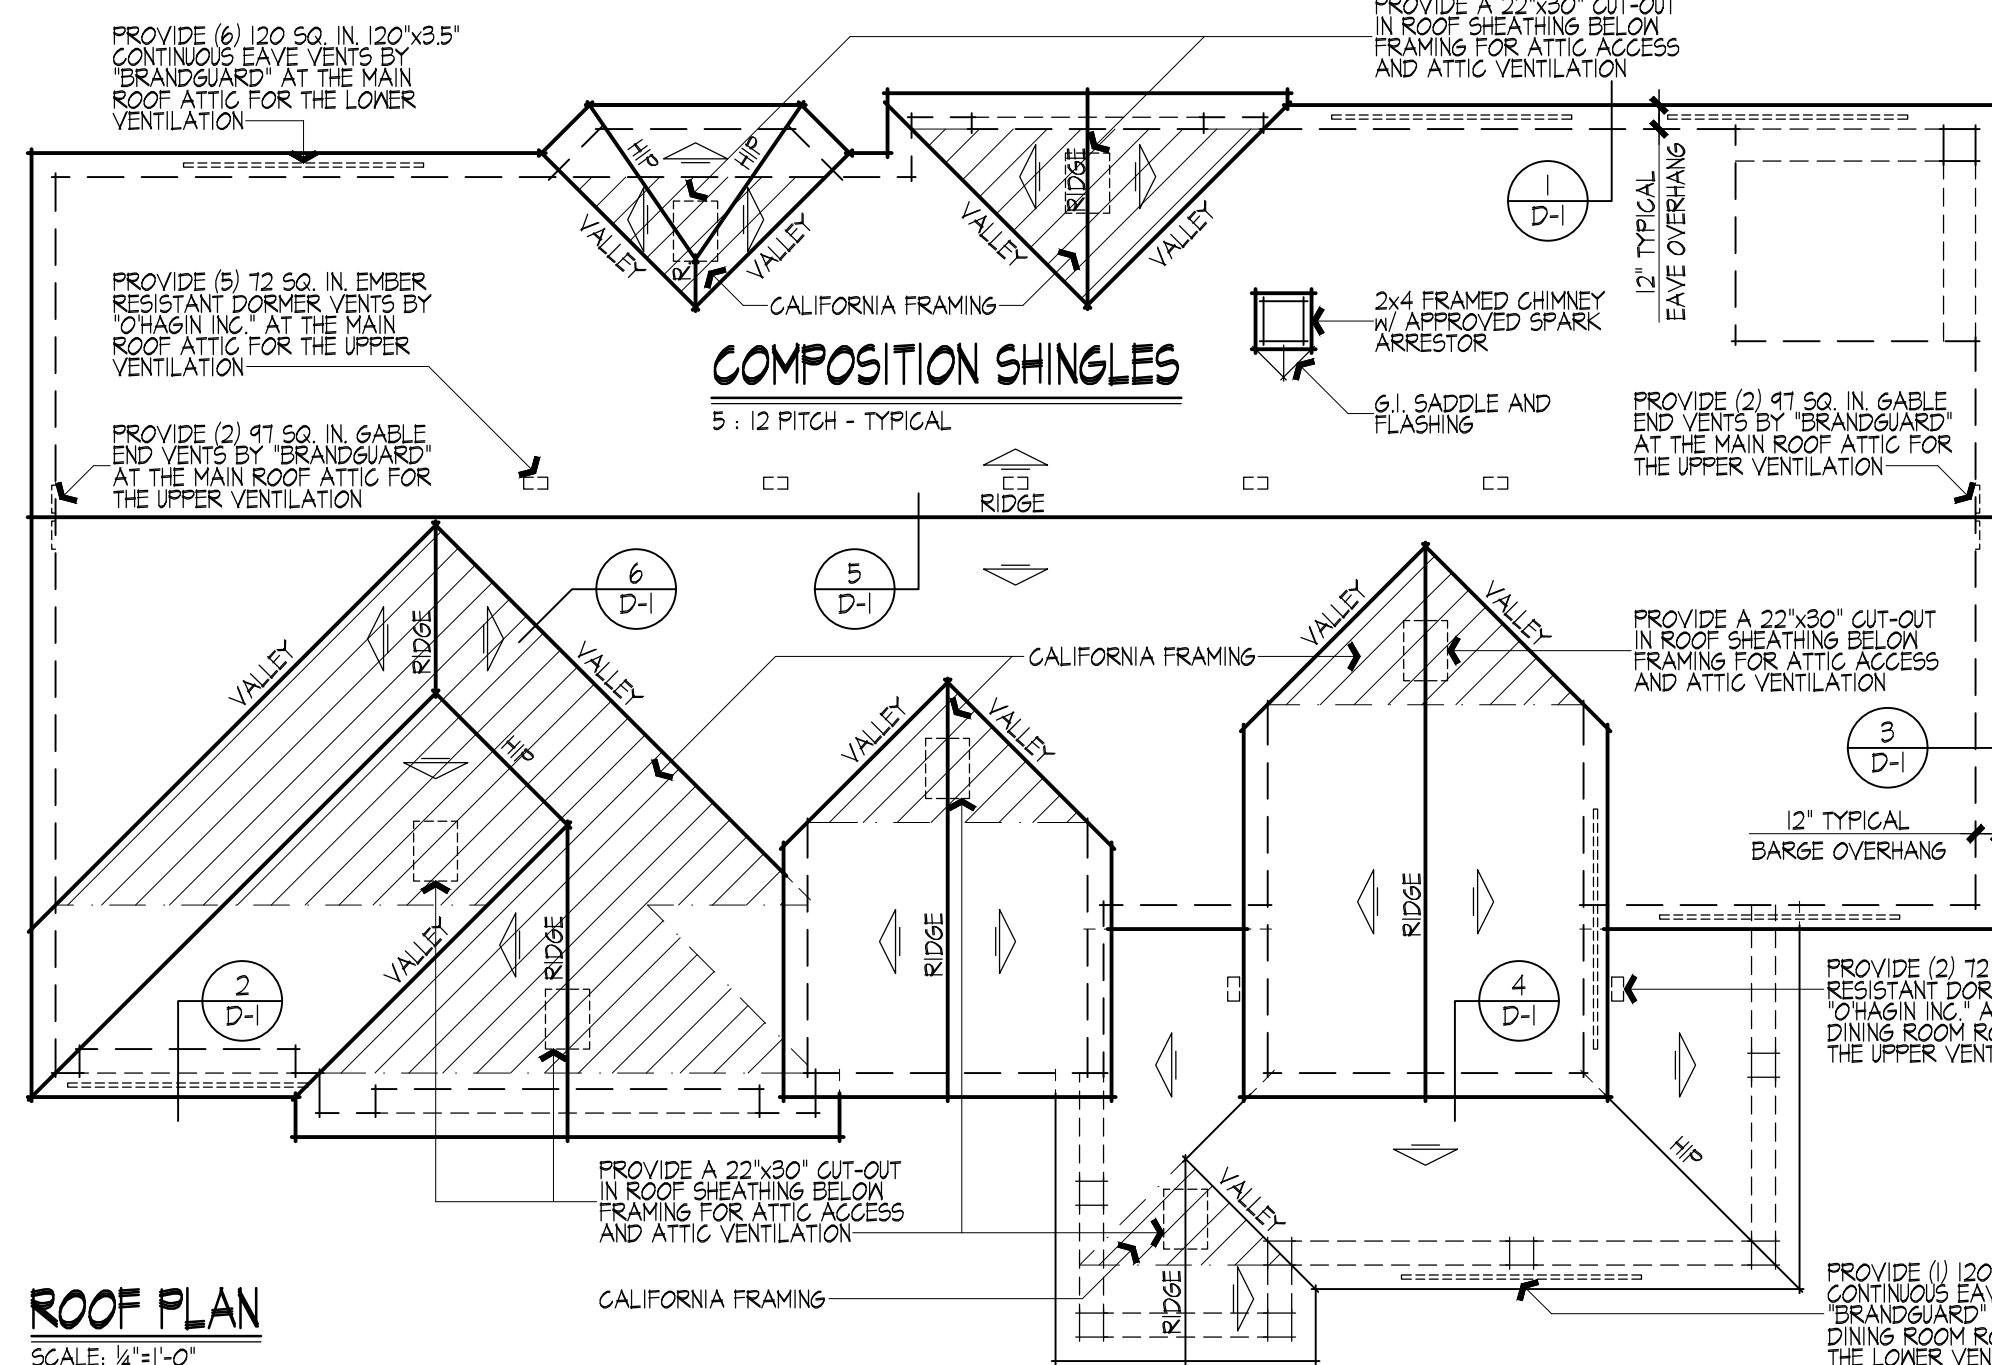 PROVIDE (6) 120 SQ. IN. 120"x3.5"
CONTINUOUS EAVE VENTS BY
"BRANDGUARD" AT THE MAIN
ROOF ATTIC FOR THE LOWER
VENTILATION
PROVIDE A 22"x30" CUT-OUT
IN ROOF SHEATHING BELOW
FRAMING FOR ATTIC ACCESS
AND ATTIC VENTILATION
HIP
HIP
VALLEY
VALLEY
R.
RIDGE
VALLEY
VALLEY
1
D-1
12" TYPICAL
EAVE OVERHANG
PROVIDE (5) 72 SQ. IN. EMBER
RESISTANT DORMER VENTS BY
"O'HAGIN INC." AT THE MAIN
ROOF ATTIC FOR THE UPPER
VENTILATION
CALIFORNIA FRAMING
2x4 FRAMED CHIMNEY
W/ APPROVED SPARK
ARRESTOR
COMPOSITION SHINGLES
5 : 12 PITCH - TYPICAL
G.I. SADDLE AND
FLASHING
PROVIDE (2) 97 SQ. IN. GABLE
END VENTS BY "BRANDGUARD"
AT THE MAIN ROOF ATTIC FOR
THE UPPER VENTILATION
PROVIDE (2) 97 SQ. IN. GABLE
END VENTS BY "BRANDGUARD"
AT THE MAIN ROOF ATTIC FOR
THE UPPER VENTILATION
RIDGE
6
D-1
5
D-1
VALLEY
RIDGE
VALLEY
HIP
CALIFORNIA FRAMING
VALLEY
VALLEY
PROVIDE A 22"x30" CUT-OUT
IN ROOF SHEATHING BELOW
FRAMING FOR ATTIC ACCESS
AND ATTIC VENTILATION
VALLEY
VALLEY
3
D-1
12" TYPICAL
BARGE OVERHANG
VALLEY
RIDGE
RIDGE
RIDGE
2
D-1
4
D-1
PROVIDE (2) 72
"O'HAGIN INC."
DINING ROOM
PROVIDE A 22"x30" CUT-OUT
IN ROOF SHEATHING BELOW
FRAMING FOR ATTIC ACCESS
AND ATTIC VENTILATION
VALLEY
HIP
RIDGE
CALIFORNIA FRAMING
PROVIDE (1) 120
CONTINUOUS
"BRANDGUARD"
DINING ROOM
THE LOWER
ROOF PLAN
SCALE: 1/4"=1'-0"